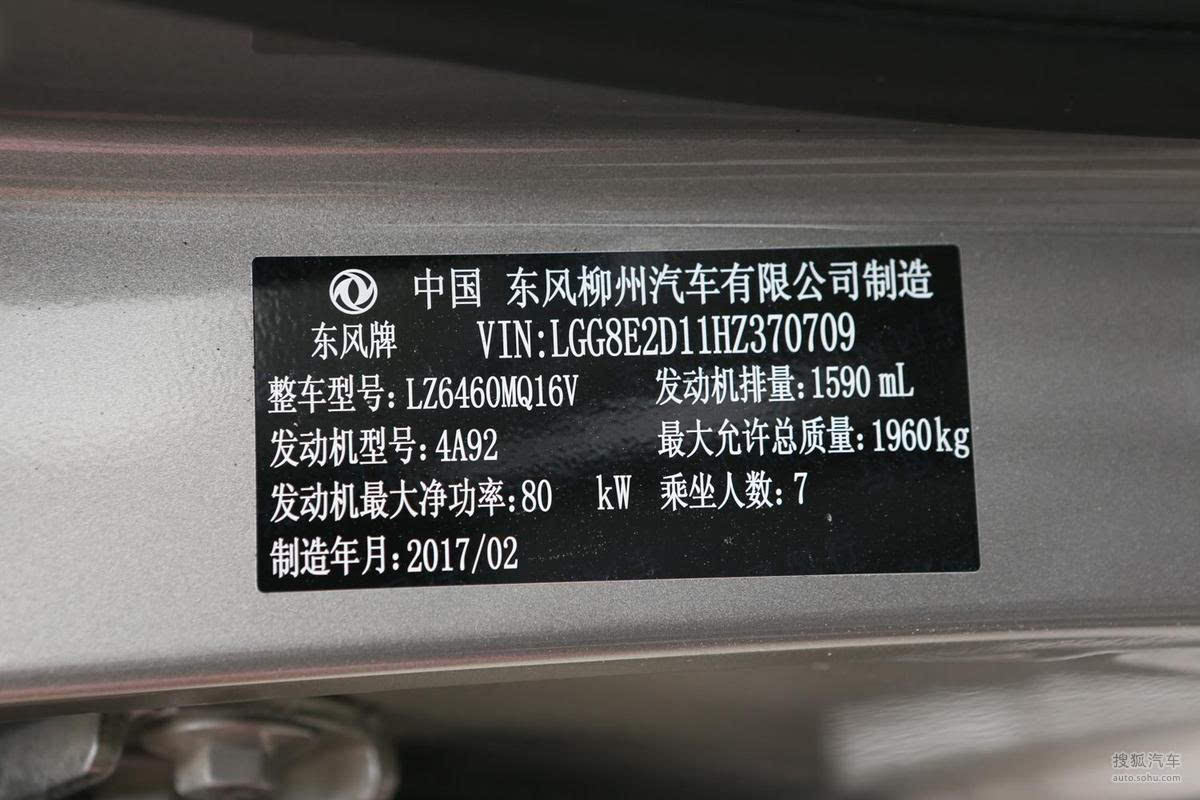 中国 东风柳州汽车有限公司制造
东风牌 VIN:LGG8E2D11HZ370709
整车型号:LZ6460MQ16V 发动机排量:1590 mL
发动机型号:4A92 最大允许总质量:1960kg
发动机最大净功率:80 kW 乘坐人数:7
制造年月:2017/02
搜狐汽车
auto.sohu.com